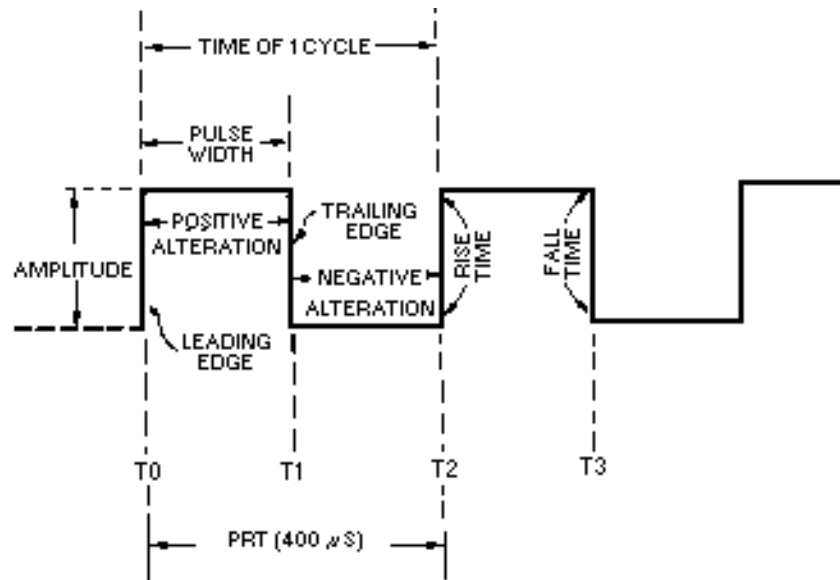 TIME OF 1 CYCLE
PULSE
WIDTH
POSITIVE
ALTERATION
TRAILING
EDGE
AMPLITUDE
NEGATIVE
ALTERATION
RISE
TIME
FALL
TIME
LEADING
EDGE
T0
T1
T2
T3
PRT (400 μS)